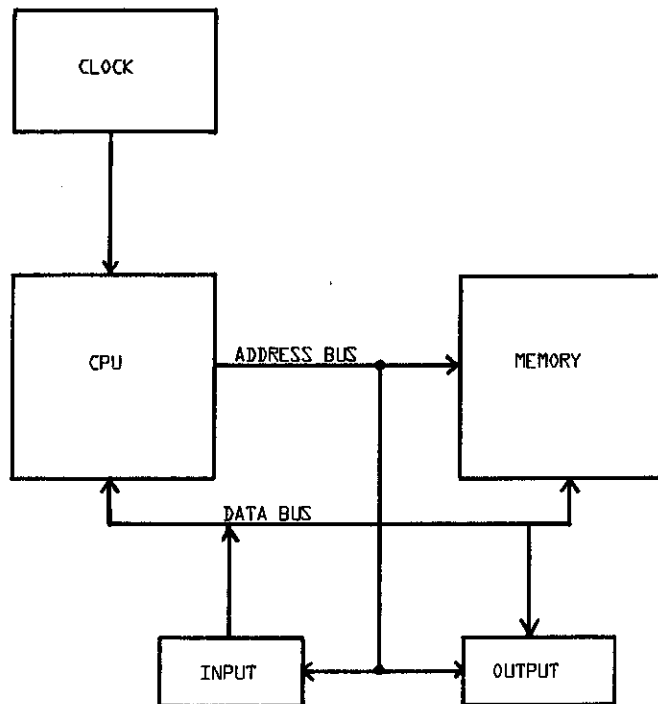 CLOCK
CPU
ADDRESS BUS
MEMORY
DATA BUS
INPUT
OUTPUT